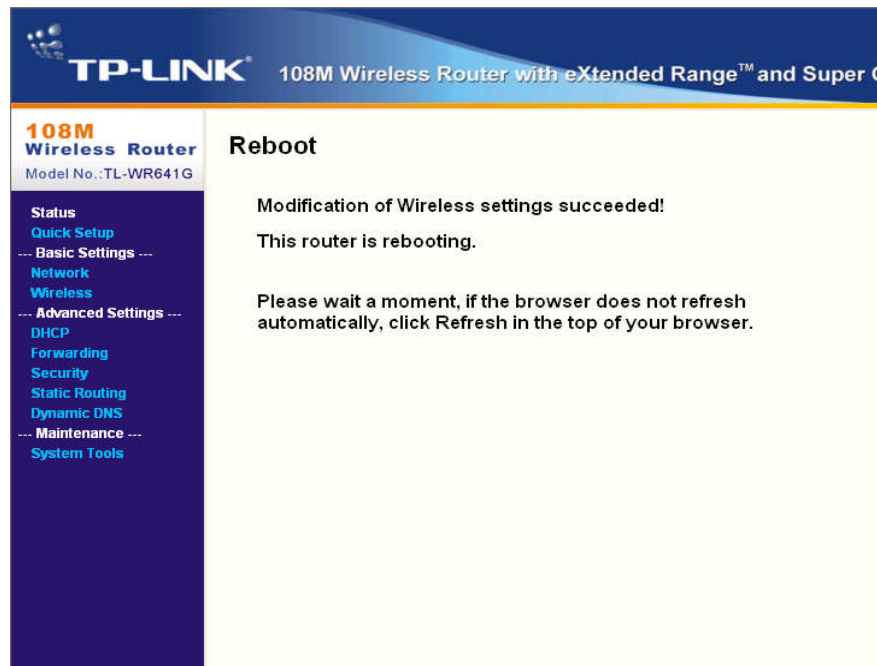 TP-LINK
108M Wireless Router with eXtended Range™ and Super
108M
Wireless Router
Model No.:TL-WR641G
Status
Quick Setup
--- Basic Settings ---
Network
Wireless
--- Advanced Settings ---
DHCP
Forwarding
Security
Static Routing
Dynamic DNS
--- Maintenance ---
System Tools
Reboot
Modification of Wireless settings succeeded!
This router is rebooting.
Please wait a moment, if the browser does not refresh
automatically, click Refresh in the top of your browser.